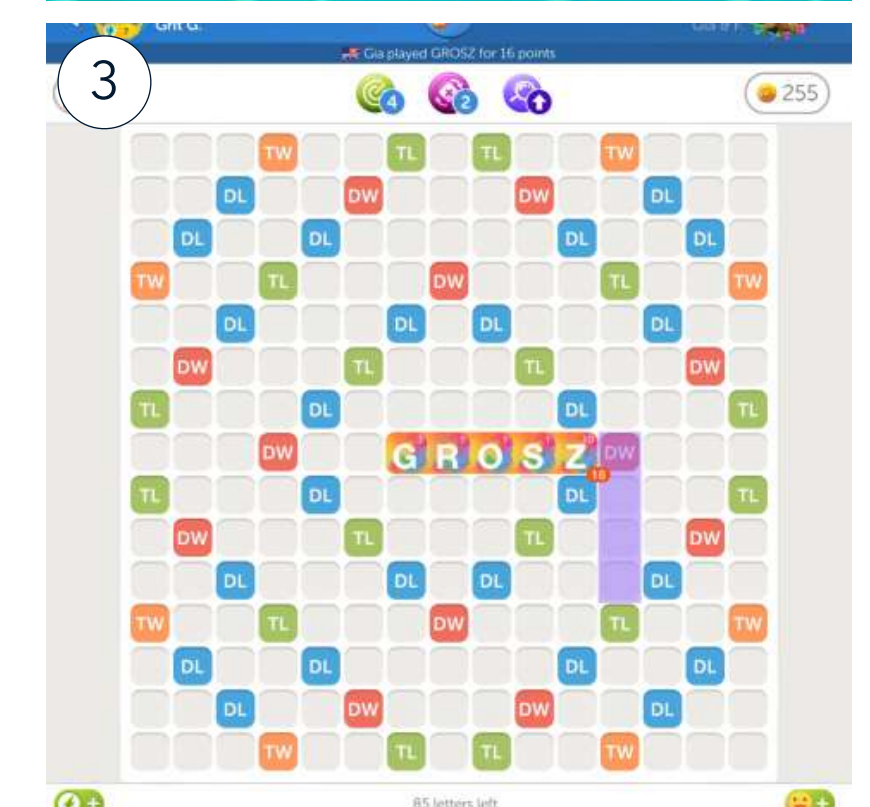 Grit G.
Gia played GROSZ for 16 points
3
4 2 255
TW TL TL TW
DL DW DW DL
DL DL DL DL
TW TL DW TL TW
DL DL DL DL
DW TL TL DW
TL DL DL TL
DW G R O S Z DW
16
TL DL DL TL
DW TL TL DW
DL DL DL DL
TW TL DW TL TW
DL DL DL DL
DL DW DW DL
TW TL TL TW
85 letters left